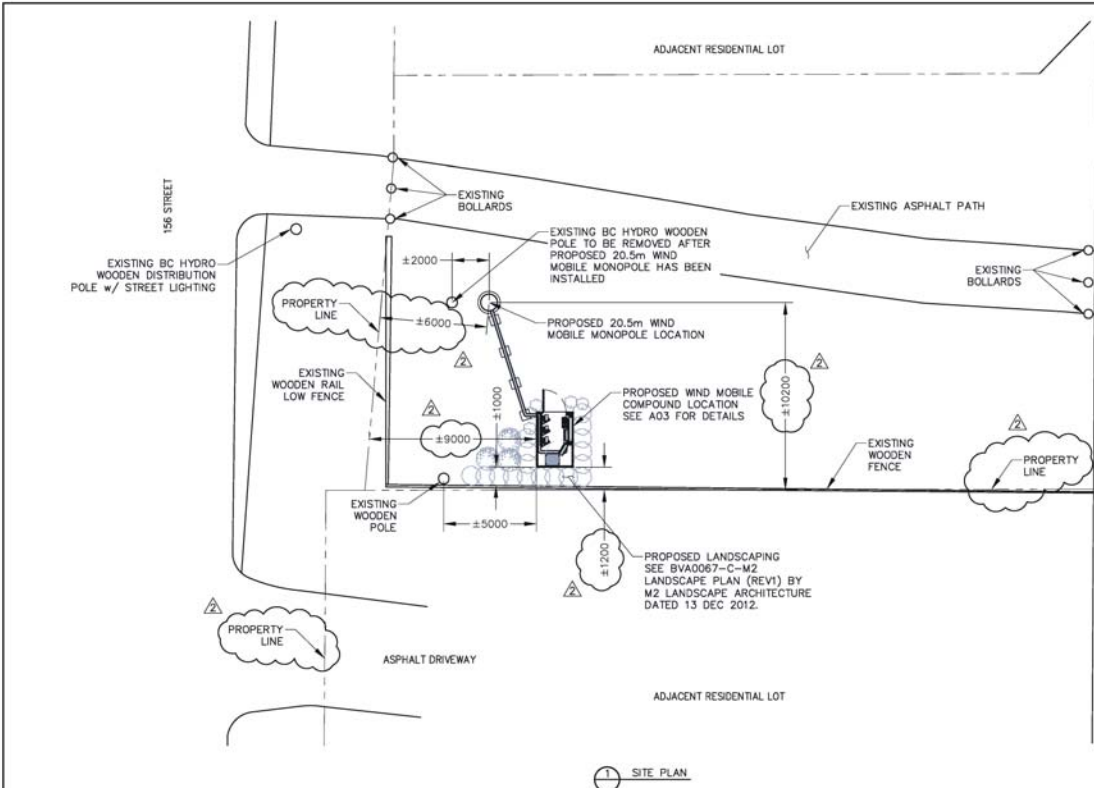 ADJACENT RESIDENTIAL LOT
156 STREET
EXISTING
BOLLARDS
EXISTING ASPHALT PATH
EXISTING BC HYDRO
WOODEN DISTRIBUTION
POLE w/ STREET LIGHTING
EXISTING BC HYDRO WOODEN
POLE TO BE REMOVED AFTER
PROPOSED 20.5m WIND
MOBILE MONOPOLE HAS BEEN
INSTALLED
EXISTING
BOLLARDS
±2000
PROPERTY
LINE
±6000
PROPOSED 20.5m WIND
MOBILE MONOPOLE LOCATION
2
2
EXISTING
WOODEN RAIL
LOW FENCE
±1000
PROPOSED WIND MOBILE
COMPOUND LOCATION
SEE A03 FOR DETAILS
±10200
2
±9000
EXISTING
WOODEN
FENCE
PROPERTY
LINE
2
EXISTING
WOODEN
POLE
±5000
±1200
2
PROPOSED LANDSCAPING
SEE BVA0067-C-M2
LANDSCAPE PLAN (REV1) BY
M2 LANDSCAPE ARCHITECTURE
DATED 13 DEC 2012.
2
PROPERTY
LINE
ASPHALT DRIVEWAY
ADJACENT RESIDENTIAL LOT
1 SITE PLAN